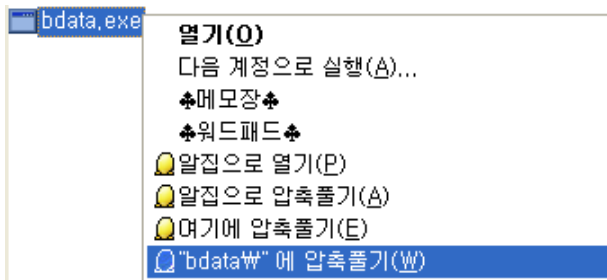 bdata.exe
열기(O)
다음 계정으로 실행(A)...
♣메모장♣
♣워드패드♣
알집으로 열기(P)
알집으로 압축풀기(A)
여기에 압축풀기(E)
"bdata₩" 에 압축풀기(W)